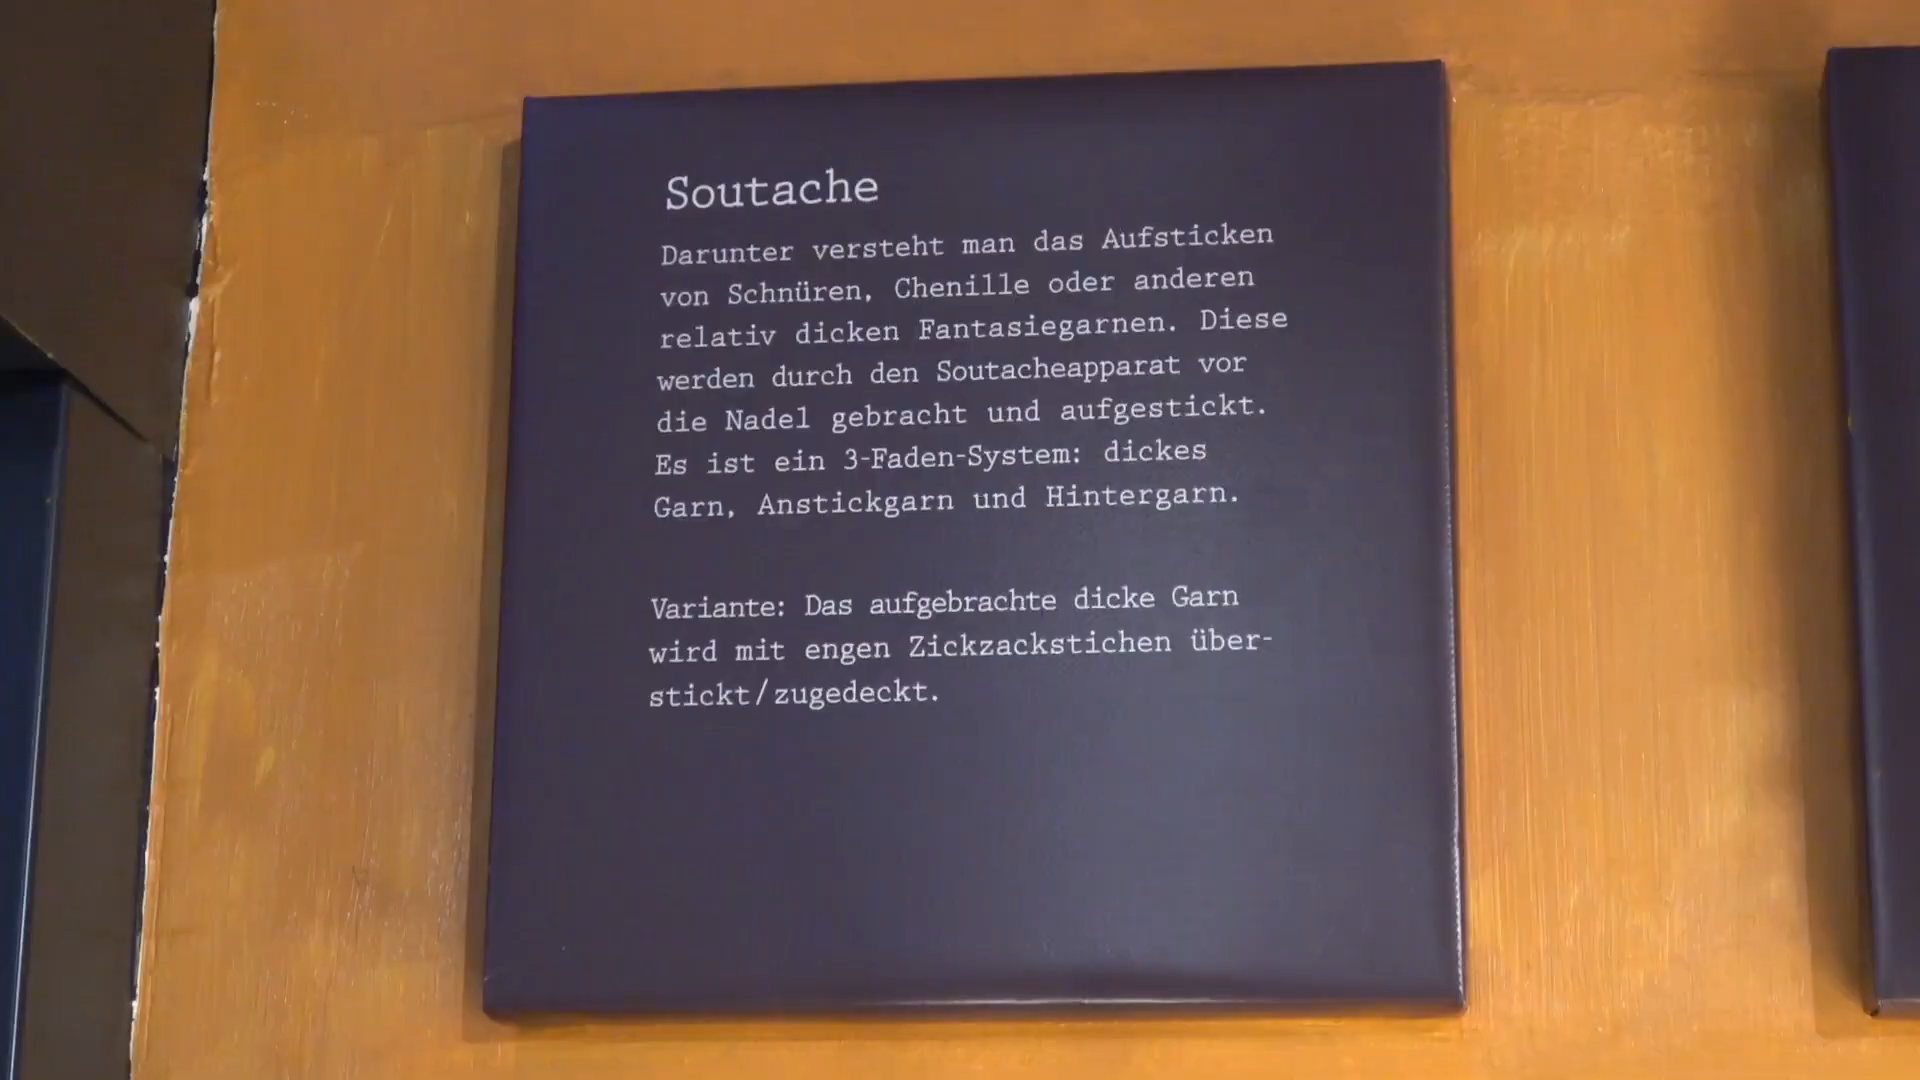 Soutache
Darunter versteht man das Aufsticken
von Schnüren, Chenille oder anderen
relativ dicken Fantasiegarnen. Diese
werden durch den Soutacheapparat vor
die Nadel gebracht und aufgestickt.
Es ist ein 3-Faden-System: dickes
Garn, Anstickgarn und Hintergarn.
Variante: Das aufgebrachte dicke Garn
wird mit engen Zickzackstichen über-
stickt/zugedeckt.